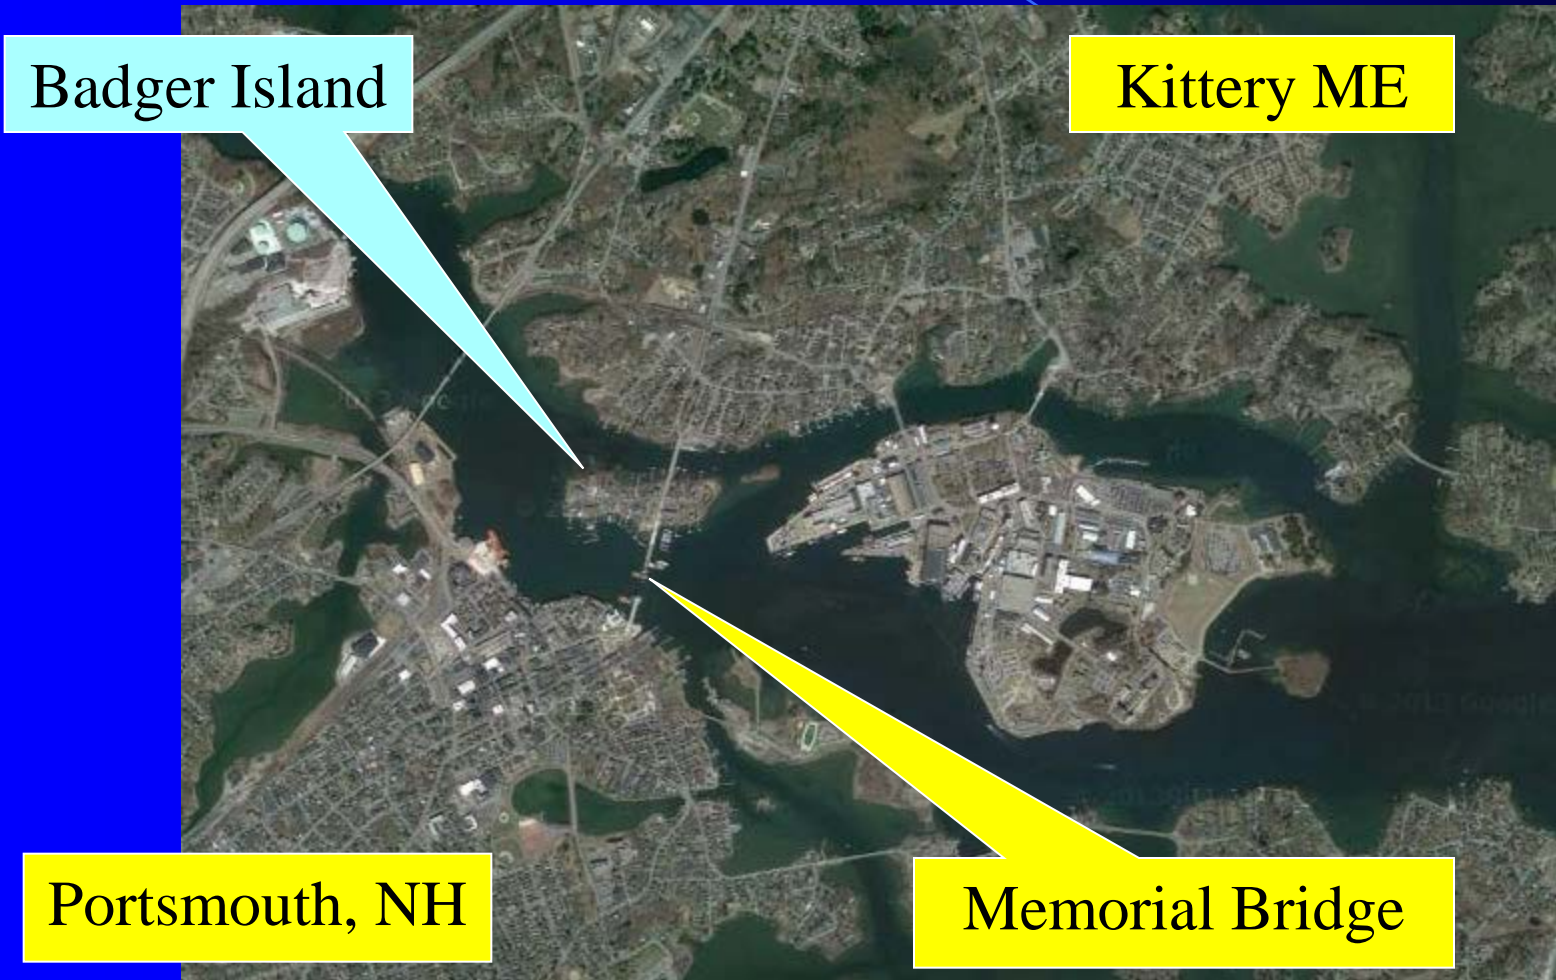 Badger Island
Kittery ME
Portsmouth, NH
Memorial Bridge